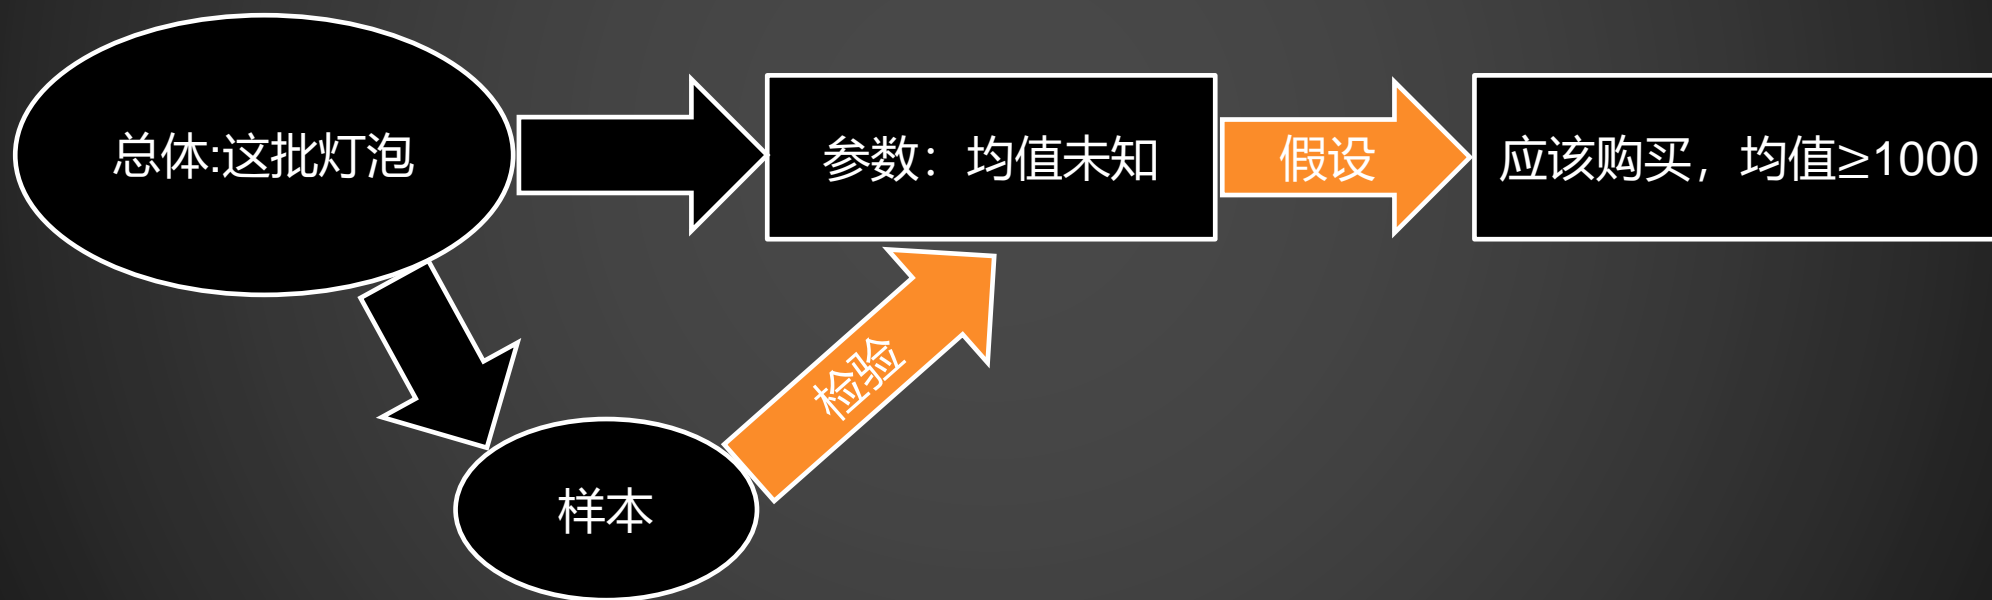 总体:这批灯泡
参数：均值未知
假设
应该购买，均值≥1000
检验
样本